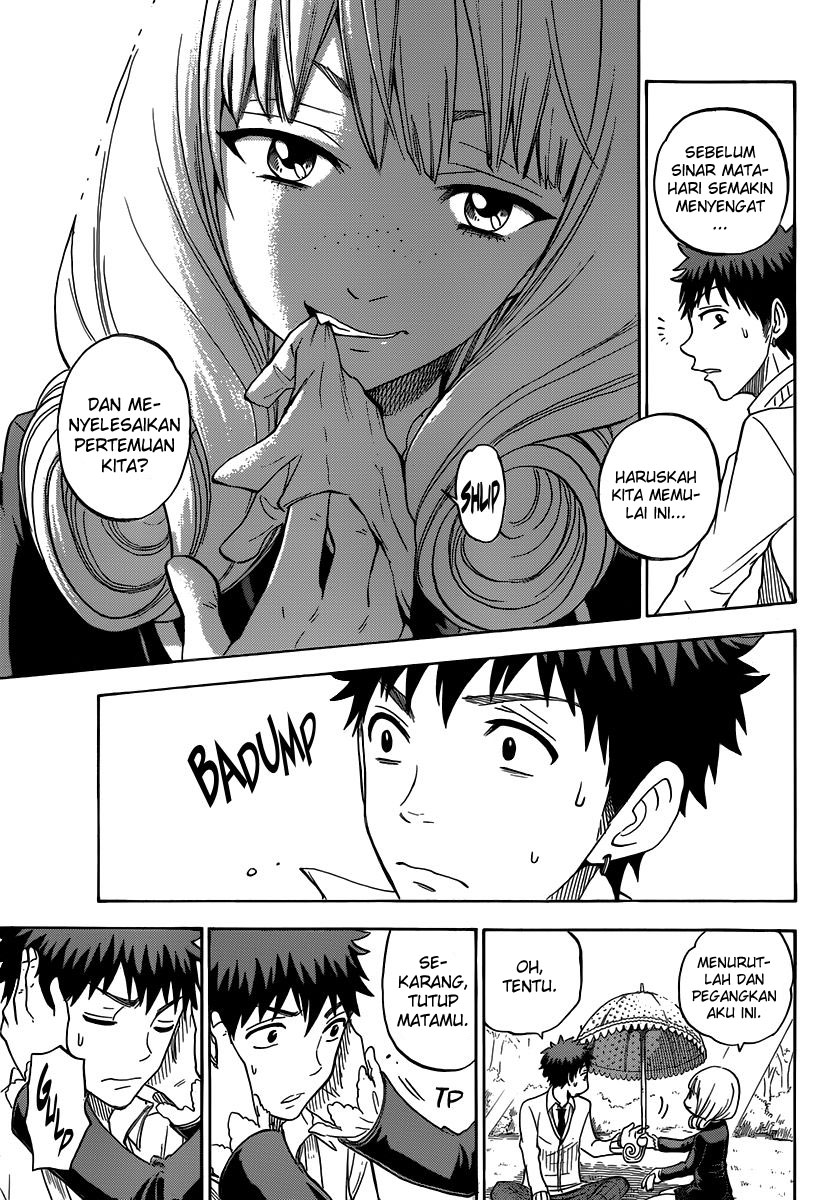 SEBELUM
SINAR MATA-
HARI SEMAKIN
MENYENGAT
...
HARUSKAH
KITA MEMU-
LAI INI...
SHLIP
DAN ME-
NYELESAIKAN
PERTEMUAN
KITA?
BADUMP
MENURUT-
LAH DAN
PEGANGKAN
AKU INI.
OH,
TENTU.
SE-
KARANG,
TUTUP
MATAMU.
TP
GULP